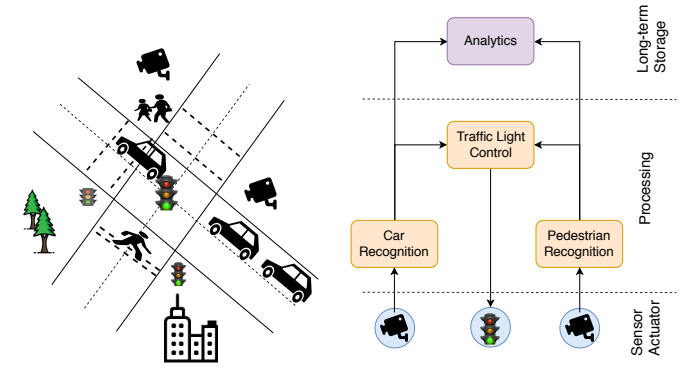 Analytics
Long-term
Storage
Traffic Light
Control
Processing
Car
Recognition
Pedestrian
Recognition
Sensor
Actuator